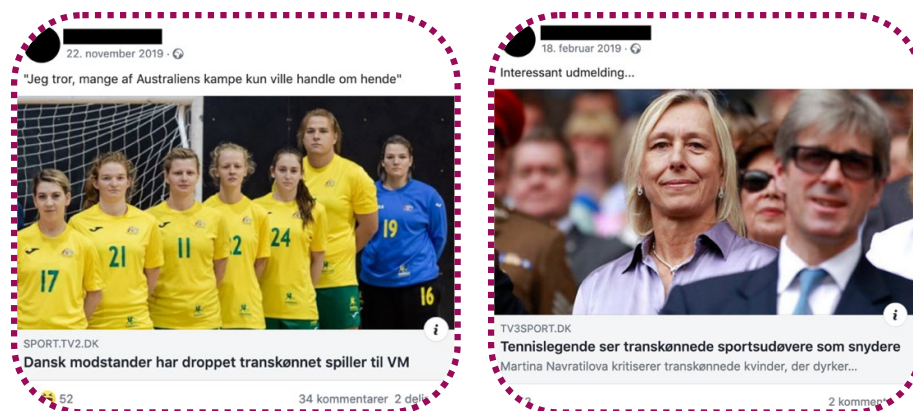 22. november 2019
"Jeg tror, mange af Australiens kampe kun ville handle om hende"
17
21
11
22
24
19
16
SPORT.TV2.DK
Dansk modstander har droppet transkønnet spiller til VM
52
34 kommentarer 2
18. februar 2019
Interessant udmelding...
TV3SPORT.DK
Tennislegende ser transkønnede sportsudøvere som snydere
Martina Navratilova kritiserer transkønnede kvinder, der dyrker...
2
2